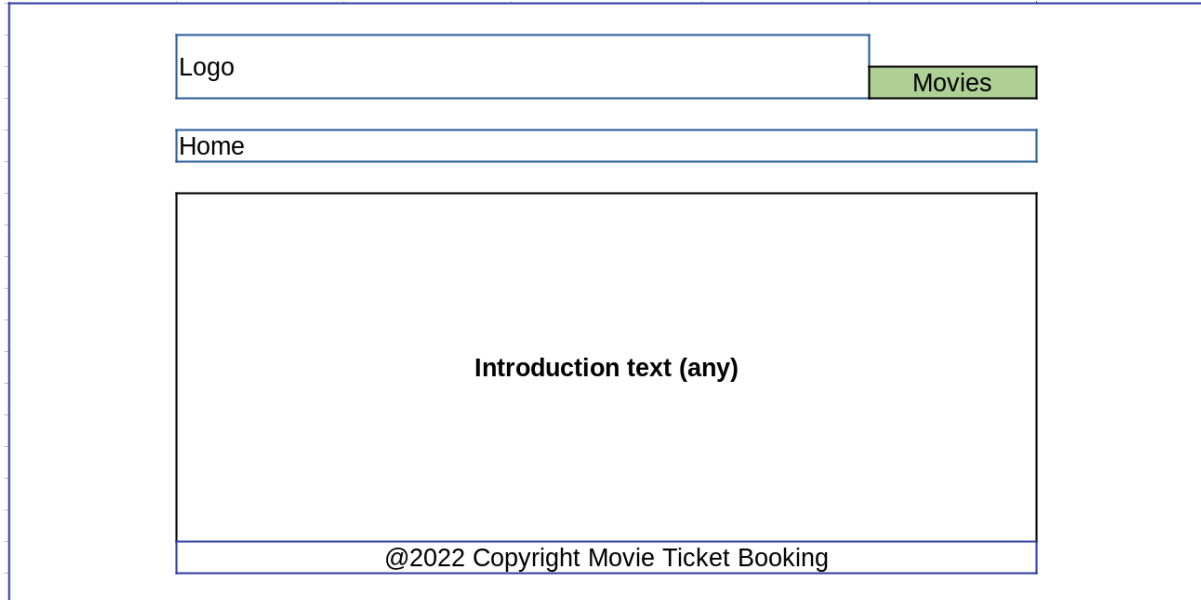 Logo
Movies
Home
Introduction text (any)
@2022 Copyright Movie Ticket Booking